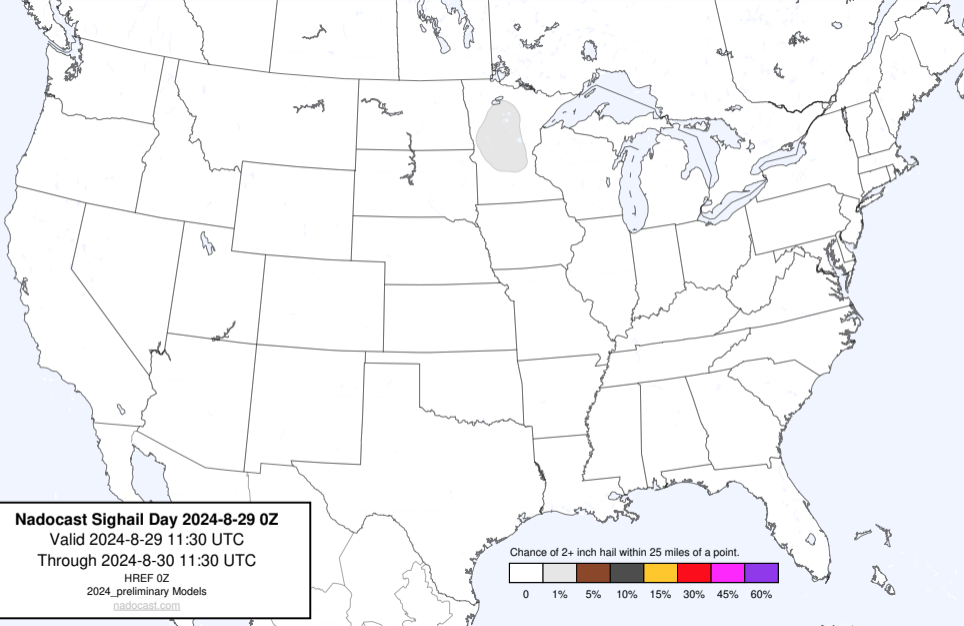 Nadocast Sighail Day 2024-8-29 0Z
Valid 2024-8-29 11:30 UTC
Through 2024-8-30 11:30 UTC
HREF 0Z
2024_preliminary Models
nadocast.com
Chance of 2+ inch hail within 25 miles of a point.
0 1% 5% 10% 15% 30% 45% 60%